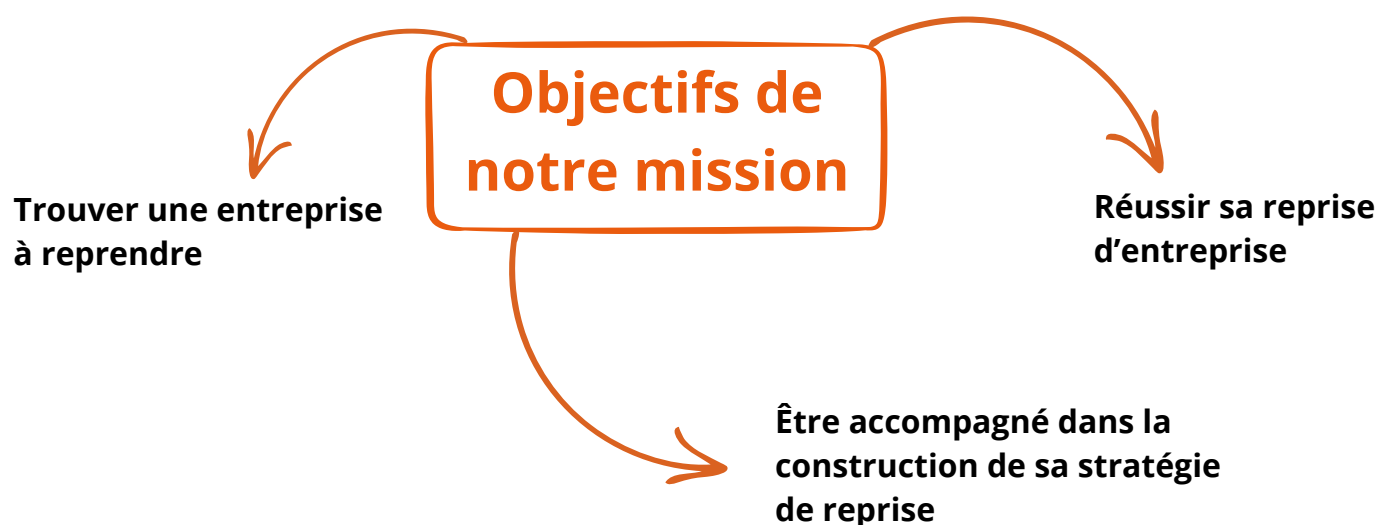 Objectifs de
notre mission
Trouver une entreprise
à reprendre
Réussir sa reprise
d’entreprise
Être accompagné dans la
construction de sa stratégie
de reprise